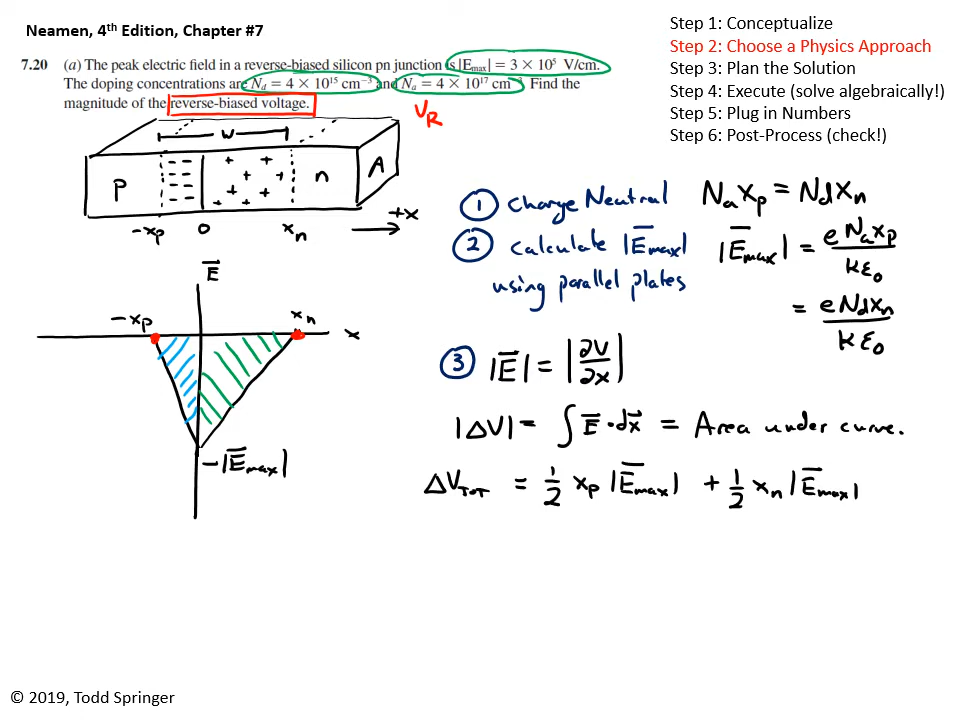 Neamen, 4th Edition, Chapter #7
7.20 (a) The peak electric field in a reverse-biased silicon pn junction is |Emax| = 3 × 10⁵ V/cm.
The doping concentrations are Nd = 4 × 10¹⁵ cm⁻³ and Na = 4 × 10¹⁷ cm⁻³. Find the
magnitude of the reverse-biased voltage.
VR
Step 1: Conceptualize
Step 2: Choose a Physics Approach
Step 3: Plan the Solution
Step 4: Execute (solve algebraically!)
Step 5: Plug in Numbers
Step 6: Post-Process (check!)
W
P
n
A
-xp 0 xn +x
E
-xp xn x
-|Emax|
① Charge Neutral Naxp = Ndxn
② Calculate |Emax| |Emax| = eNaxp / κε0
using parallel plates
= eNdxn / κε0
③ |E| = |∂V/∂x|
|ΔV| = ∫ E · dx = Area under curve.
ΔVTOT = 1/2 xp |Emax| + 1/2 xn |Emax|
© 2019, Todd Springer